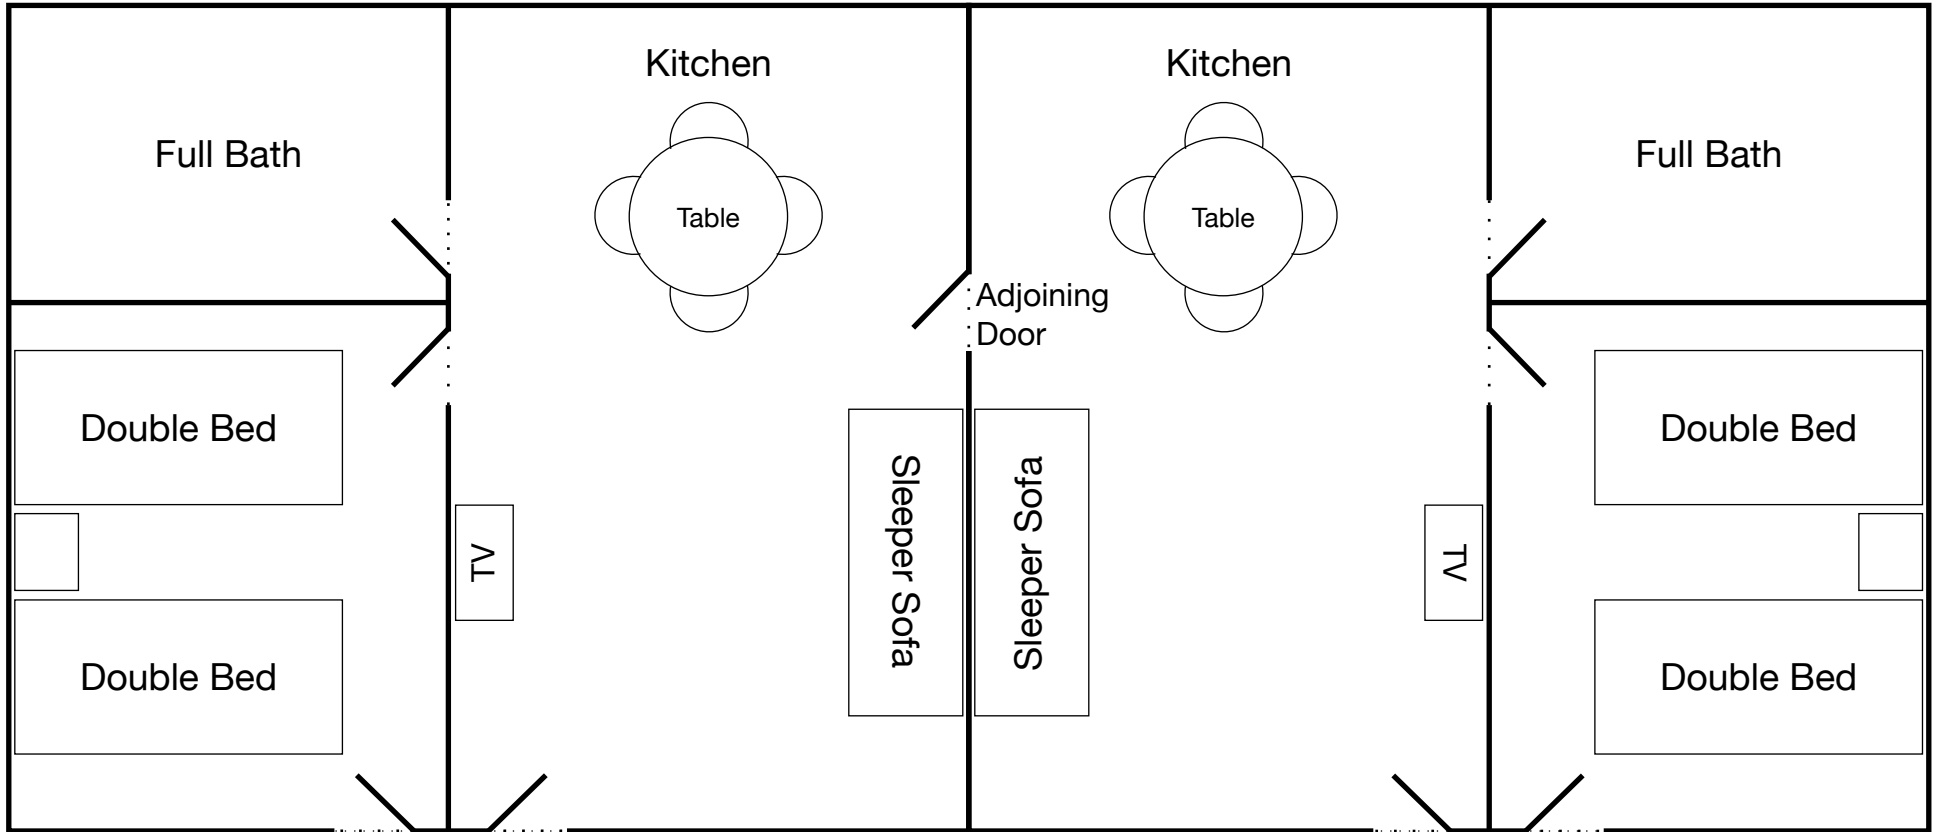 Kitchen
Kitchen
Full Bath
Full Bath
Table
Table
Adjoining
Door
Double Bed
Double Bed
Sleeper Sofa
Sleeper Sofa
TV
TV
Double Bed
Double Bed